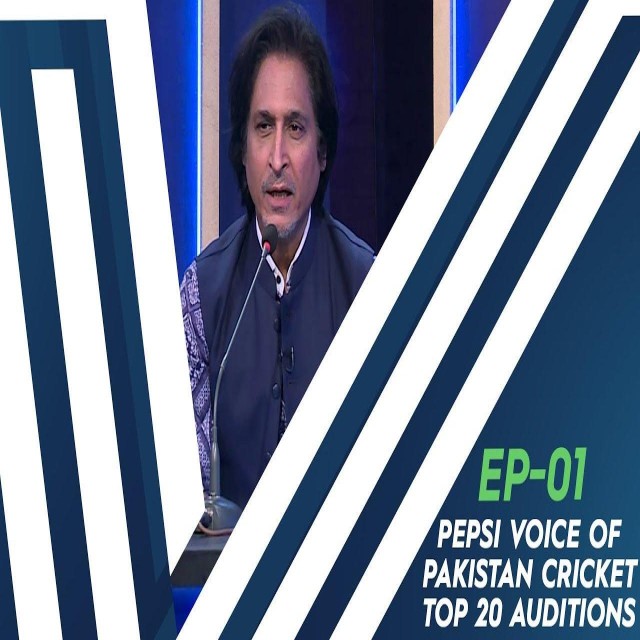 EP-01
PEPSI VOICE OF
PAKISTAN CRICKET
TOP 20 AUDITIONS